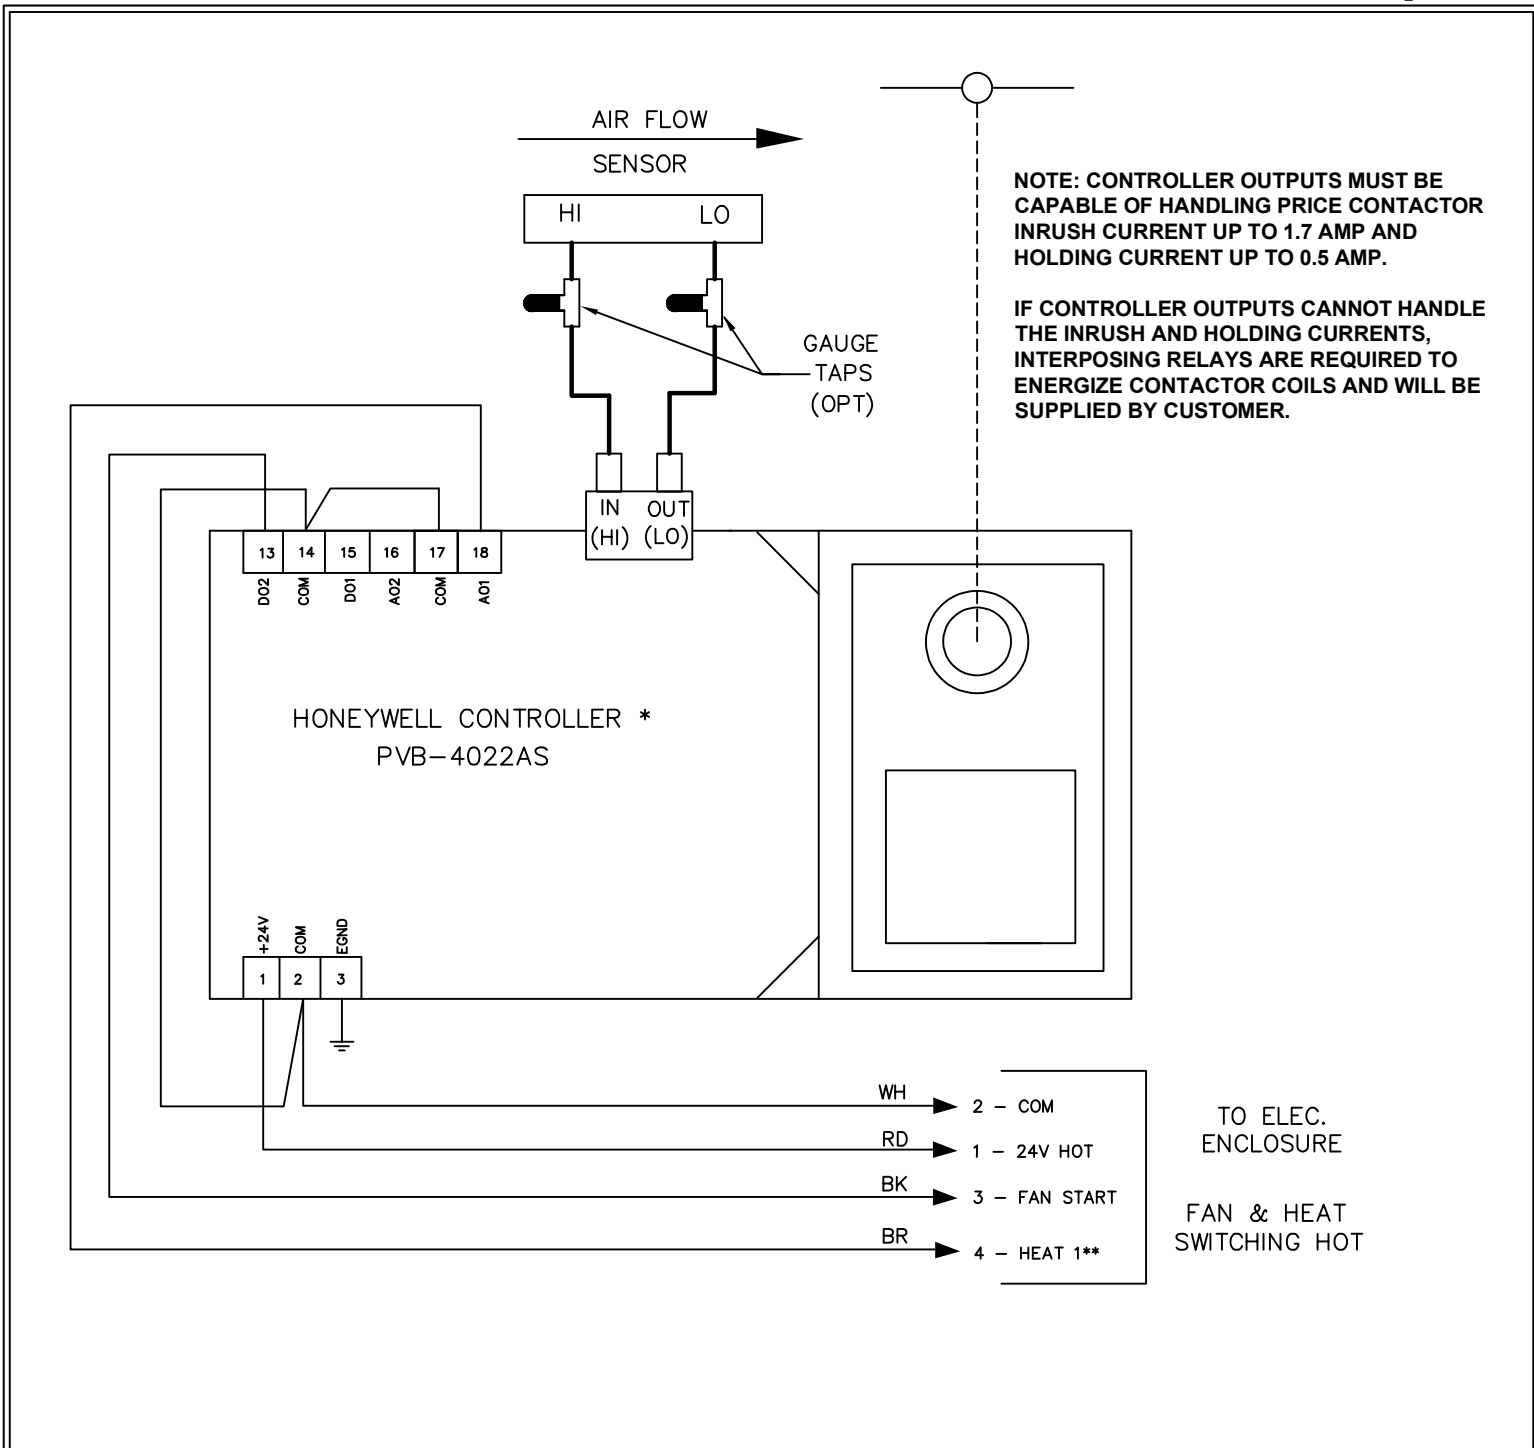 AIR FLOW
SENSOR
HI LO
NOTE: CONTROLLER OUTPUTS MUST BE
CAPABLE OF HANDLING PRICE CONTACTOR
INRUSH CURRENT UP TO 1.7 AMP AND
HOLDING CURRENT UP TO 0.5 AMP.
IF CONTROLLER OUTPUTS CANNOT HANDLE
THE INRUSH AND HOLDING CURRENTS,
INTERPOSING RELAYS ARE REQUIRED TO
ENERGIZE CONTACTOR COILS AND WILL BE
SUPPLIED BY CUSTOMER.
GAUGE
TAPS
(OPT)
IN OUT
(HI) (LO)
13 14 15 16 17 18
DO2 COM DO1 AO2 COM AO1
HONEYWELL CONTROLLER *
PVB-4022AS
+24V COM EGND
1 2 3
WH 2 - COM
RD 1 - 24V HOT
BK 3 - FAN START
BR 4 - HEAT 1**
TO ELEC.
ENCLOSURE
FAN & HEAT
SWITCHING HOT